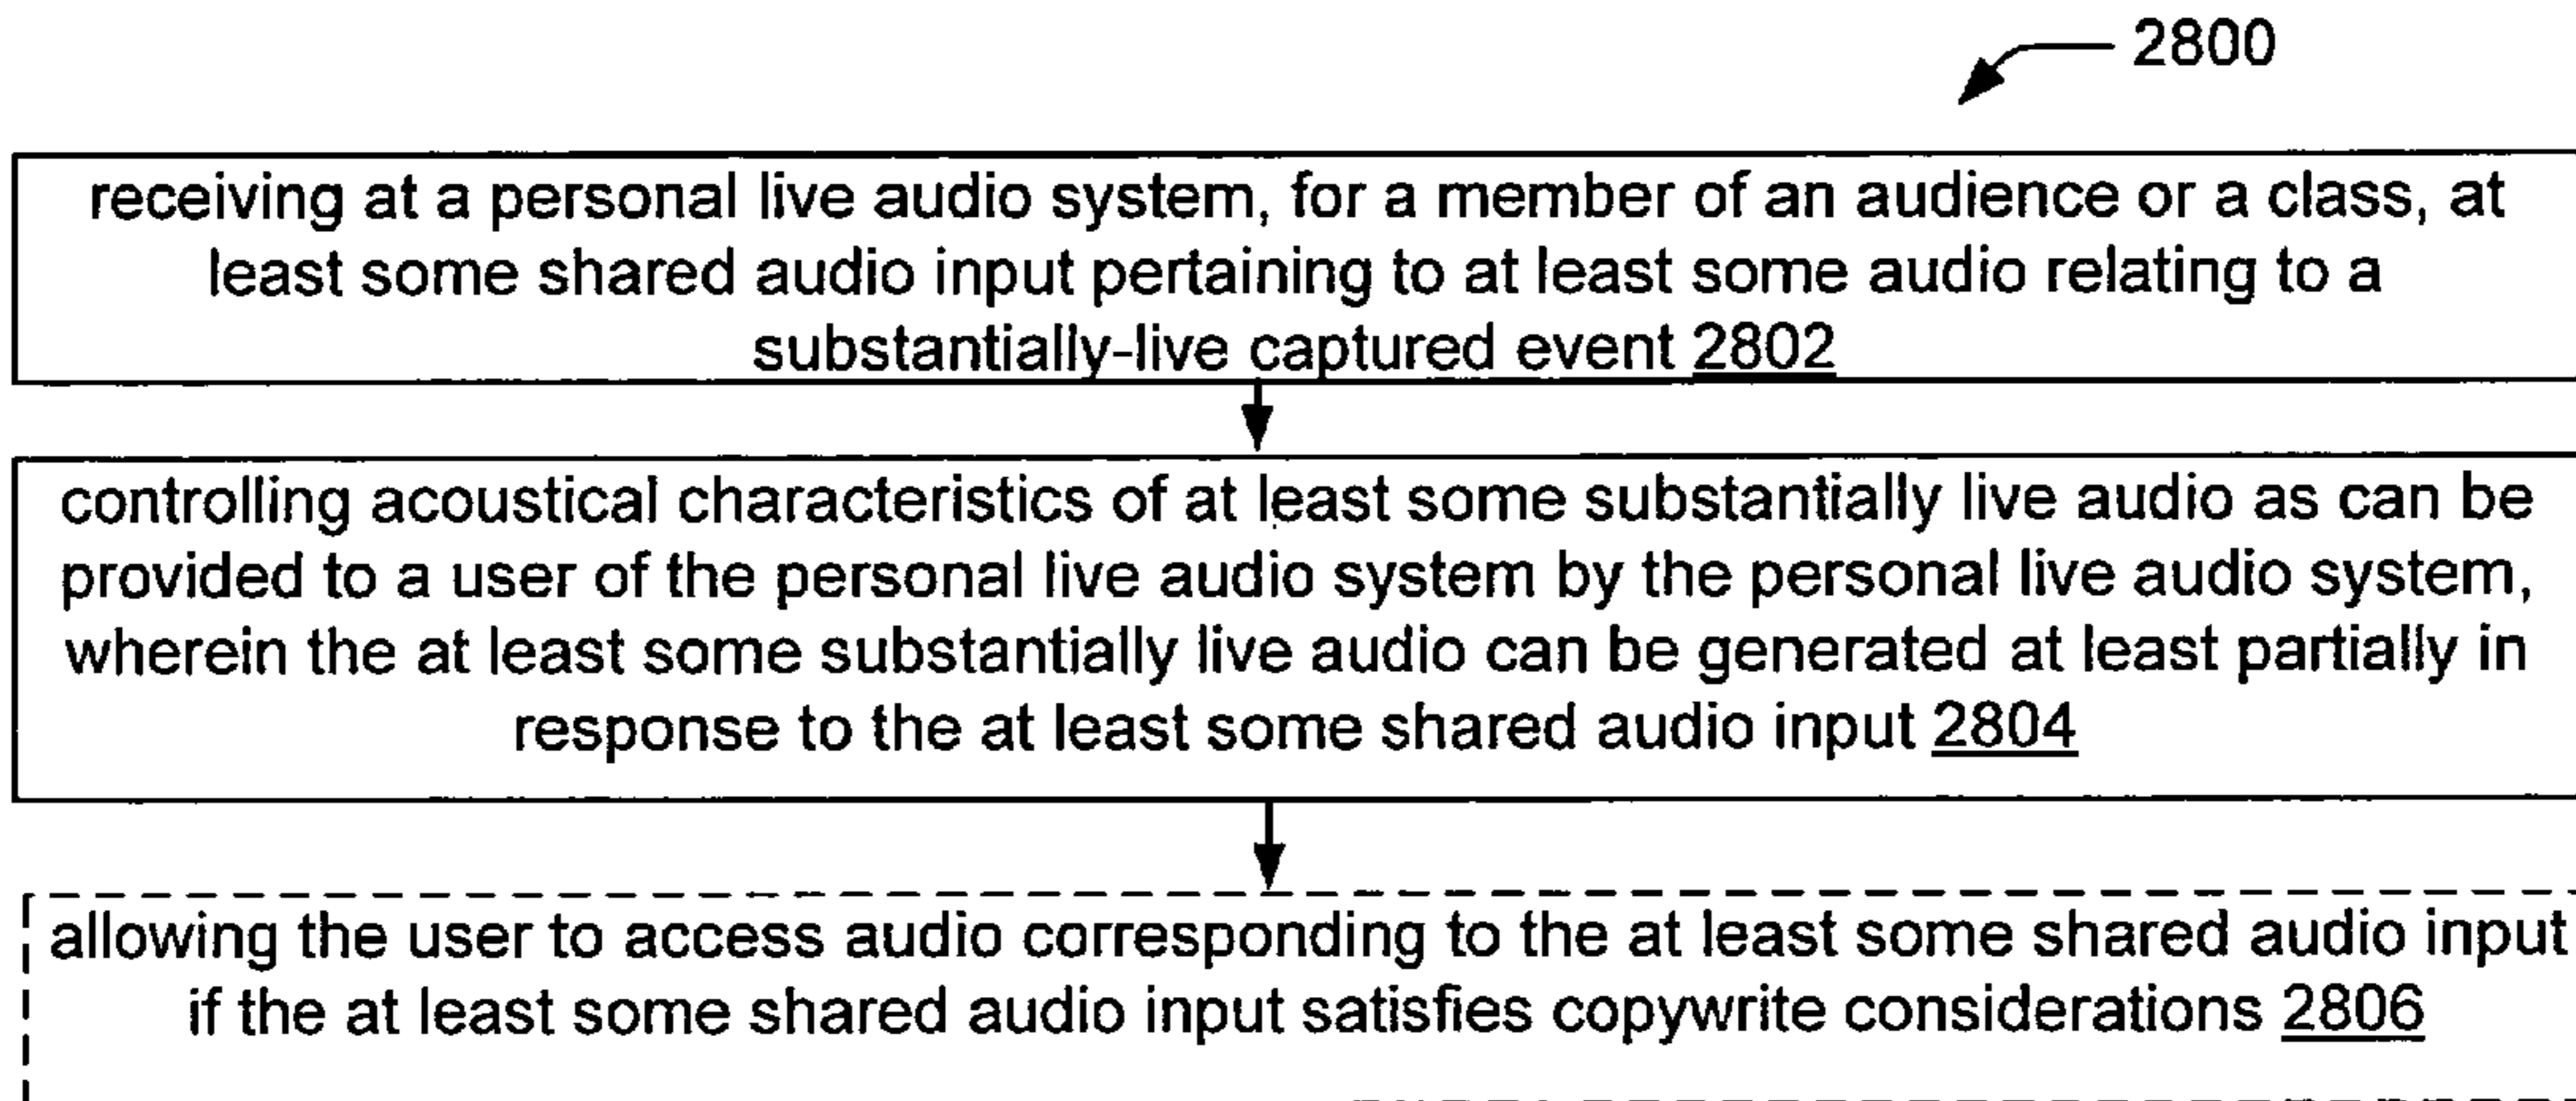 2800
receiving at a personal live audio system, for a member of an audience or a class, at
least some shared audio input pertaining to at least some audio relating to a
substantially-live captured event 2802
controlling acoustical characteristics of at least some substantially live audio as can be
provided to a user of the personal live audio system by the personal live audio system,
wherein the at least some substantially live audio can be generated at least partially in
response to the at least some shared audio input 2804
allowing the user to access audio corresponding to the at least some shared audio input
if the at least some shared audio input satisfies copywrite considerations 2806